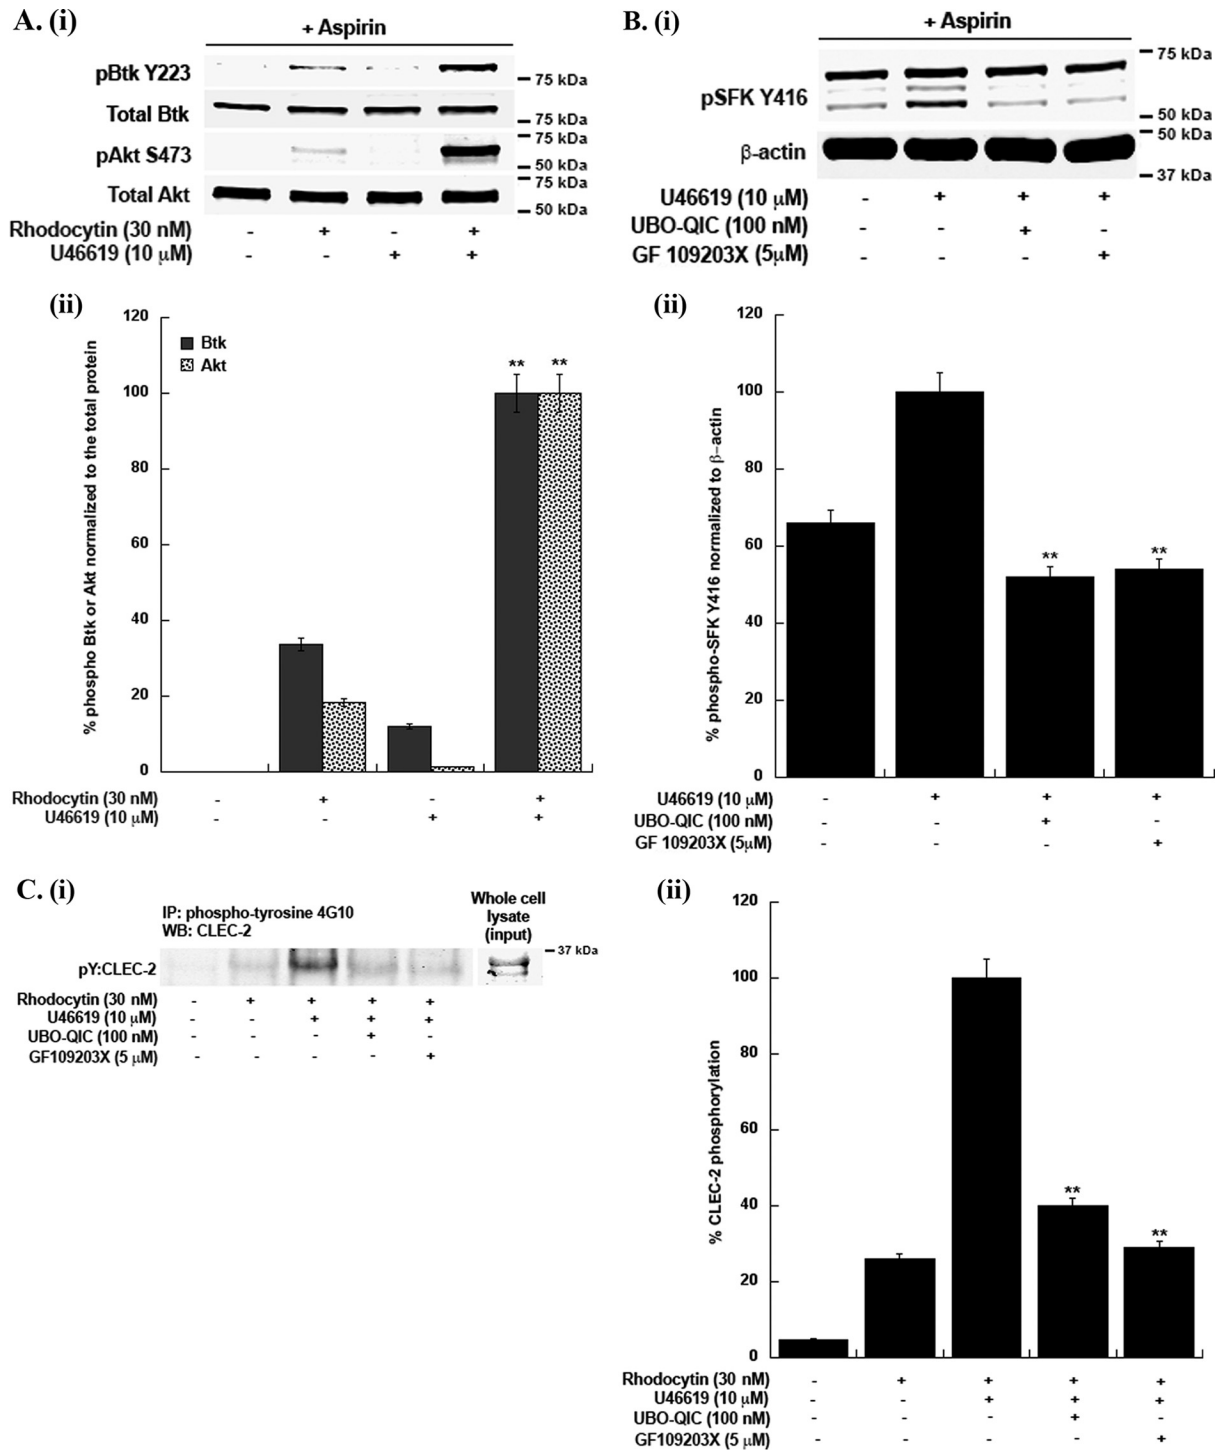 A. (i)
+ Aspirin
pBtk Y223
75 kDa
Total Btk
75 kDa
pAkt S473
75 kDa
50 kDa
Total Akt
75 kDa
50 kDa
Rhodocytin (30 nM) - + - +
U46619 (10 µM) - - + +
B. (i)
+ Aspirin
75 kDa
pSFK Y416
50 kDa
50 kDa
β-actin
37 kDa
U46619 (10 µM) - + + +
UBO-QIC (100 nM) - - + -
GF 109203X (5µM) - - - +
(ii)
% phospho Btk or Akt normalized to the total protein
120
100
80
60
40
20
0
Btk
Akt
** **
Rhodocytin (30 nM) - + - +
U46619 (10 µM) - - + +
(ii)
% phospho-SFK Y416 normalized to β-actin
120
100
80
60
40
20
0
** **
U46619 (10 µM) - + + +
UBO-QIC (100 nM) - - + -
GF 109203X (5µM) - - - +
C. (i)
IP: phospho-tyrosine 4G10
WB: CLEC-2
Whole cell
lysate
(input)
37 kDa
pY:CLEC-2
Rhodocytin (30 nM) - + + + +
U46619 (10 µM) - - + + +
UBO-QIC (100 nM) - - - + -
GF109203X (5 µM) - - - - +
(ii)
% CLEC-2 phosphorylation
120
100
80
60
40
20
0
**
**
Rhodocytin (30 nM) - + + + +
U46619 (10 µM) - - + + +
UBO-QIC (100 nM) - - - + -
GF109203X (5 µM) - - - - +